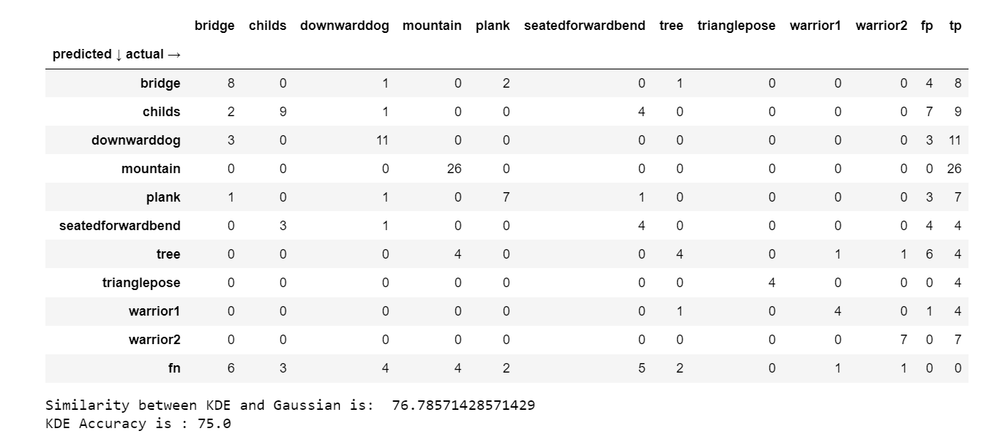 bridge childs downwarddog mountain plank seatedforwardbend tree trianglepose warrior1 warrior2 fp tp
predicted ↓ actual →
bridge 8 0 1 0 2 0 1 0 0 0 4 8
childs 2 9 1 0 0 4 0 0 0 0 7 9
downwarddog 3 0 11 0 0 0 0 0 0 0 3 11
mountain 0 0 0 26 0 0 0 0 0 0 0 26
plank 1 0 1 0 7 1 0 0 0 0 3 7
seatedforwardbend 0 3 1 0 0 4 0 0 0 0 4 4
tree 0 0 0 4 0 0 4 0 1 1 6 4
trianglepose 0 0 0 0 0 0 0 4 0 0 0 4
warrior1 0 0 0 0 0 0 1 0 4 0 1 4
warrior2 0 0 0 0 0 0 0 0 0 7 0 7
fn 6 3 4 4 2 5 2 0 1 1 0 0
Similarity between KDE and Gaussian is:  76.78571428571429
KDE Accuracy is : 75.0